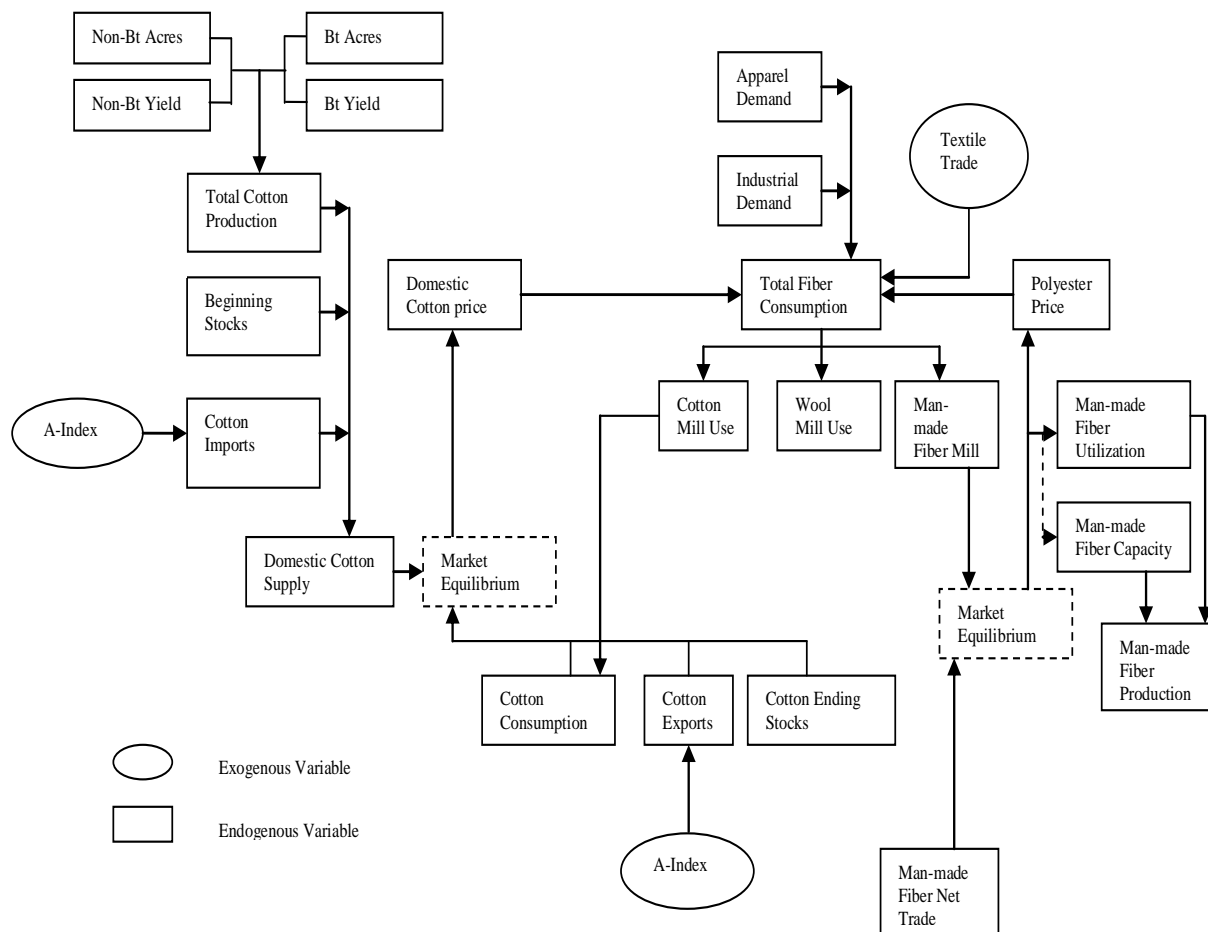 Non-Bt Acres
Bt Acres
Non-Bt Yield
Bt Yield
Apparel
Demand
Textile
Trade
Industrial
Demand
Total Cotton
Production
Domestic
Cotton price
Total Fiber
Consumption
Polyester
Price
Beginning
Stocks
Cotton
Mill Use
Wool
Mill Use
Man-
made
Fiber Mill
Man-made
Fiber
Utilization
A-Index
Cotton
Imports
Man-made
Fiber Capacity
Domestic Cotton
Supply
Market
Equilibrium
Market
Equilibrium
Man-made
Fiber
Production
Cotton
Consumption
Cotton
Exports
Cotton Ending
Stocks
Exogenous Variable
Endogenous Variable
A-Index
Man-made
Fiber Net
Trade